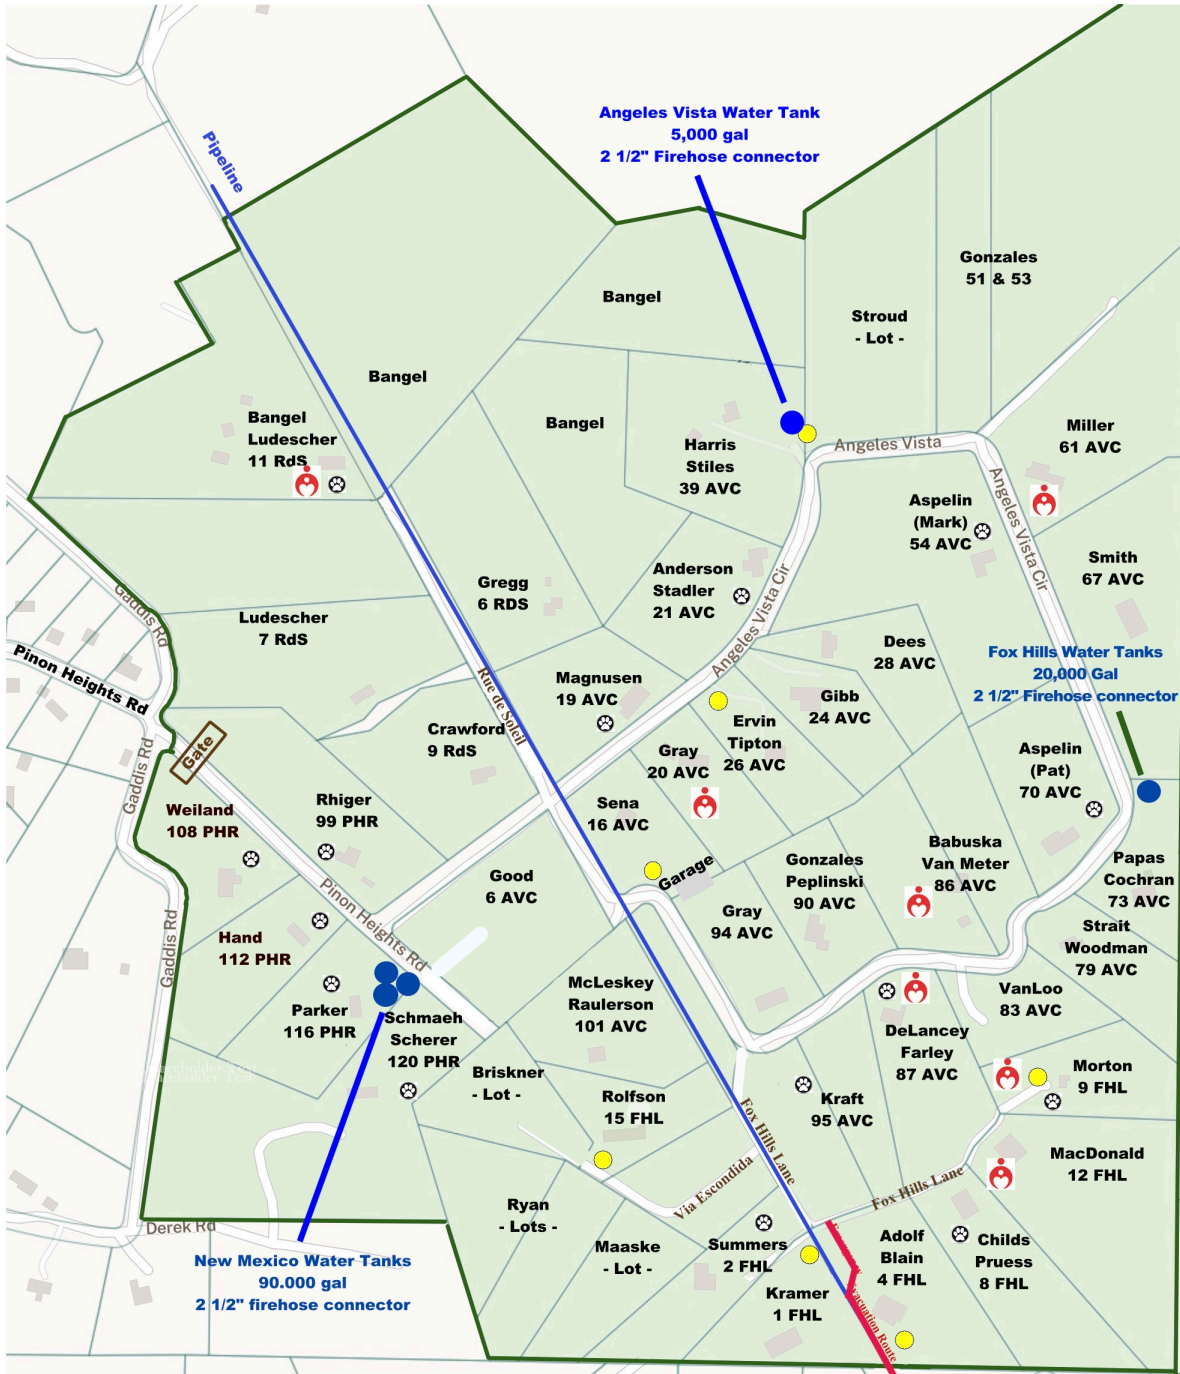 Pipeline
Angeles Vista Water Tank
5,000 gal
2 1/2" Firehose connector
Gonzales
51 & 53
Bangel
Stroud
- Lot -
Bangel
Bangel
Bangel
Ludescher
11 RdS
Harris
Stiles
39 AVC
Angeles Vista
Miller
61 AVC
Angeles Vista Cir
Aspelin
(Mark)
54 AVC
Smith
67 AVC
Anderson
Stadler
21 AVC
Angeles Vista Cir
Gregg
6 RDS
Gaddis Rd
Ludescher
7 RdS
Pinon Heights Rd
Dees
28 AVC
Fox Hills Water Tanks
20,000 Gal
2 1/2" Firehose connector
Magnusen
19 AVC
Gibb
24 AVC
Rue de Soleil
Crawford
9 RdS
Ervin
Tipton
26 AVC
Gray
20 AVC
Aspelin
(Pat)
70 AVC
Gate
Gaddis Rd
Weiland
108 PHR
Rhiger
99 PHR
Sena
16 AVC
Garage
Good
6 AVC
Gonzales
Peplinski
90 AVC
Babuska
Van Meter
86 AVC
Papas
Cochran
73 AVC
Pinon Heights Rd
Gaddis Rd
Hand
112 PHR
Gray
94 AVC
Strait
Woodman
79 AVC
McLeskey
Raulerson
101 AVC
VanLoo
83 AVC
Parker
116 PHR
Schmaeh
Scherer
120 PHR
DeLancey
Farley
87 AVC
Briskner
- Lot -
Rolfson
15 FHL
Kraft
95 AVC
Morton
9 FHL
Fox Hills Lane
MacDonald
12 FHL
Via Escondida
Fox Hills Lane
Ryan
- Lots -
Derek Rd
Maaske
- Lot -
Summers
2 FHL
Adolf
Blain
4 FHL
Childs
Pruess
8 FHL
Kramer
1 FHL
Evacuation Route
New Mexico Water Tanks
90.000 gal
2 1/2" firehose connector